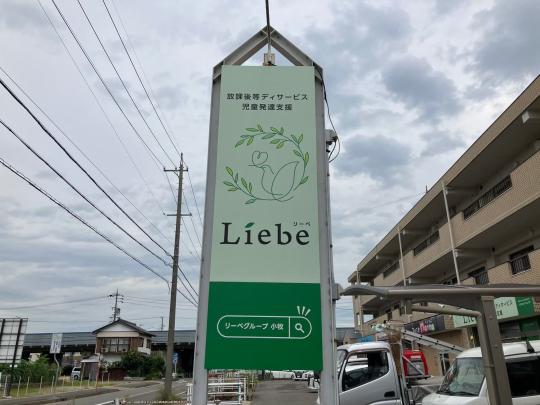 放課後等デイサービス
児童発達支援
リーベ
Liebe
リーベグループ 小牧